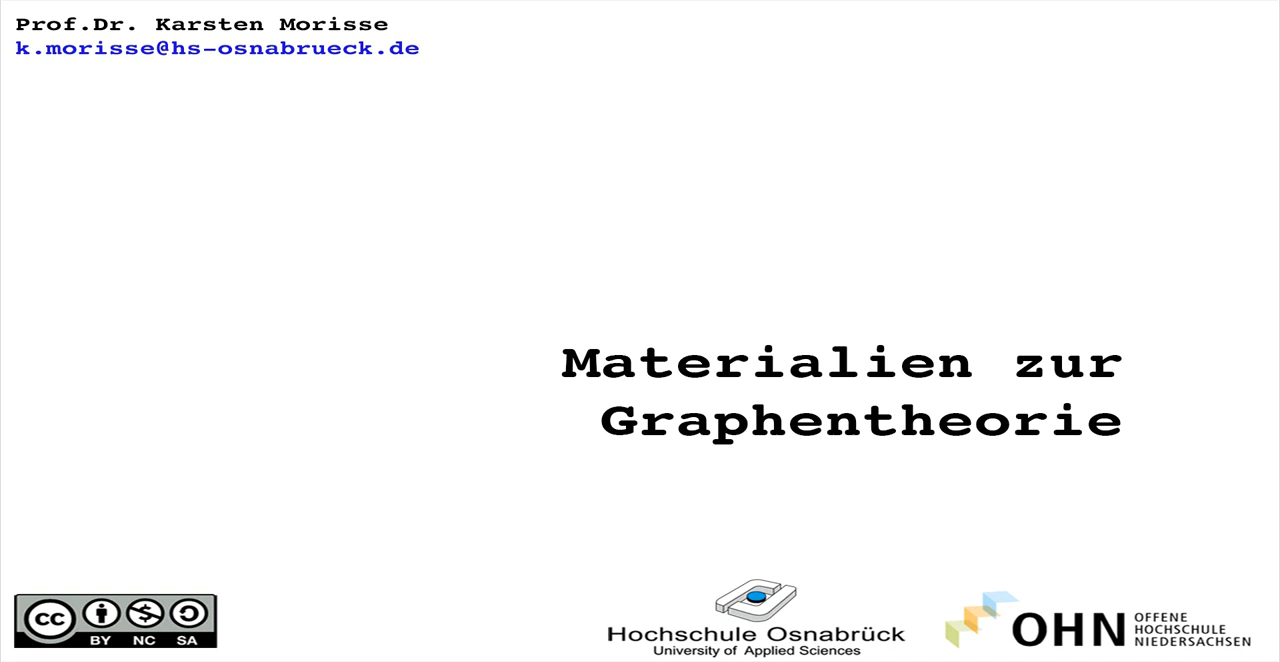 Prof.Dr. Karsten Morisse
k.morisse@hs-osnabrueck.de
Materialien zur
Graphentheorie
cc
BY NC SA
Hochschule Osnabrück
University of Applied Sciences
OHN
OFFENE
HOCHSCHULE
NIEDERSACHSEN